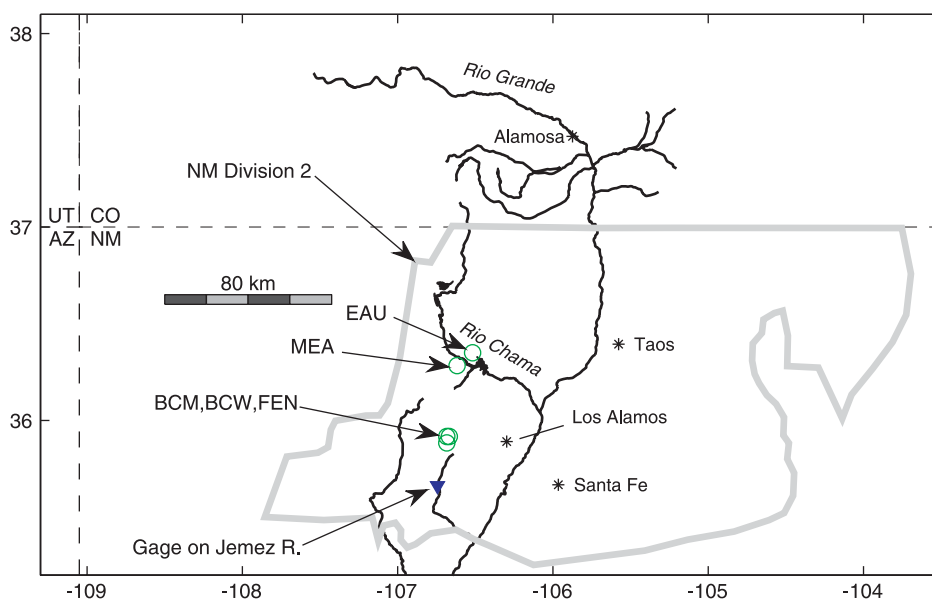 38
Rio Grande
Alamosa
NM Division 2
UT CO
37
AZ NM
80 km
EAU
Rio Chama
MEA
Taos
BCM,BCW,FEN
Los Alamos
36
Santa Fe
Gage on Jemez R.
-109 -108 -107 -106 -105 -104